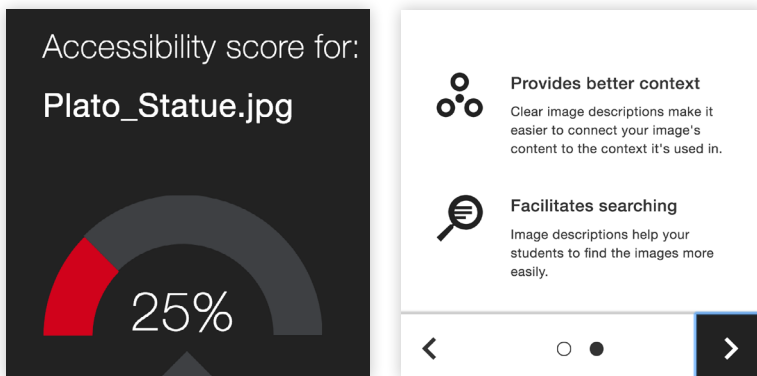 Accessibility score for:
Plato_Statue.jpg
25%
Provides better context
Clear image descriptions make it
easier to connect your image's
content to the context it's used in.
Facilitates searching
Image descriptions help your
students to find the images more
easily.